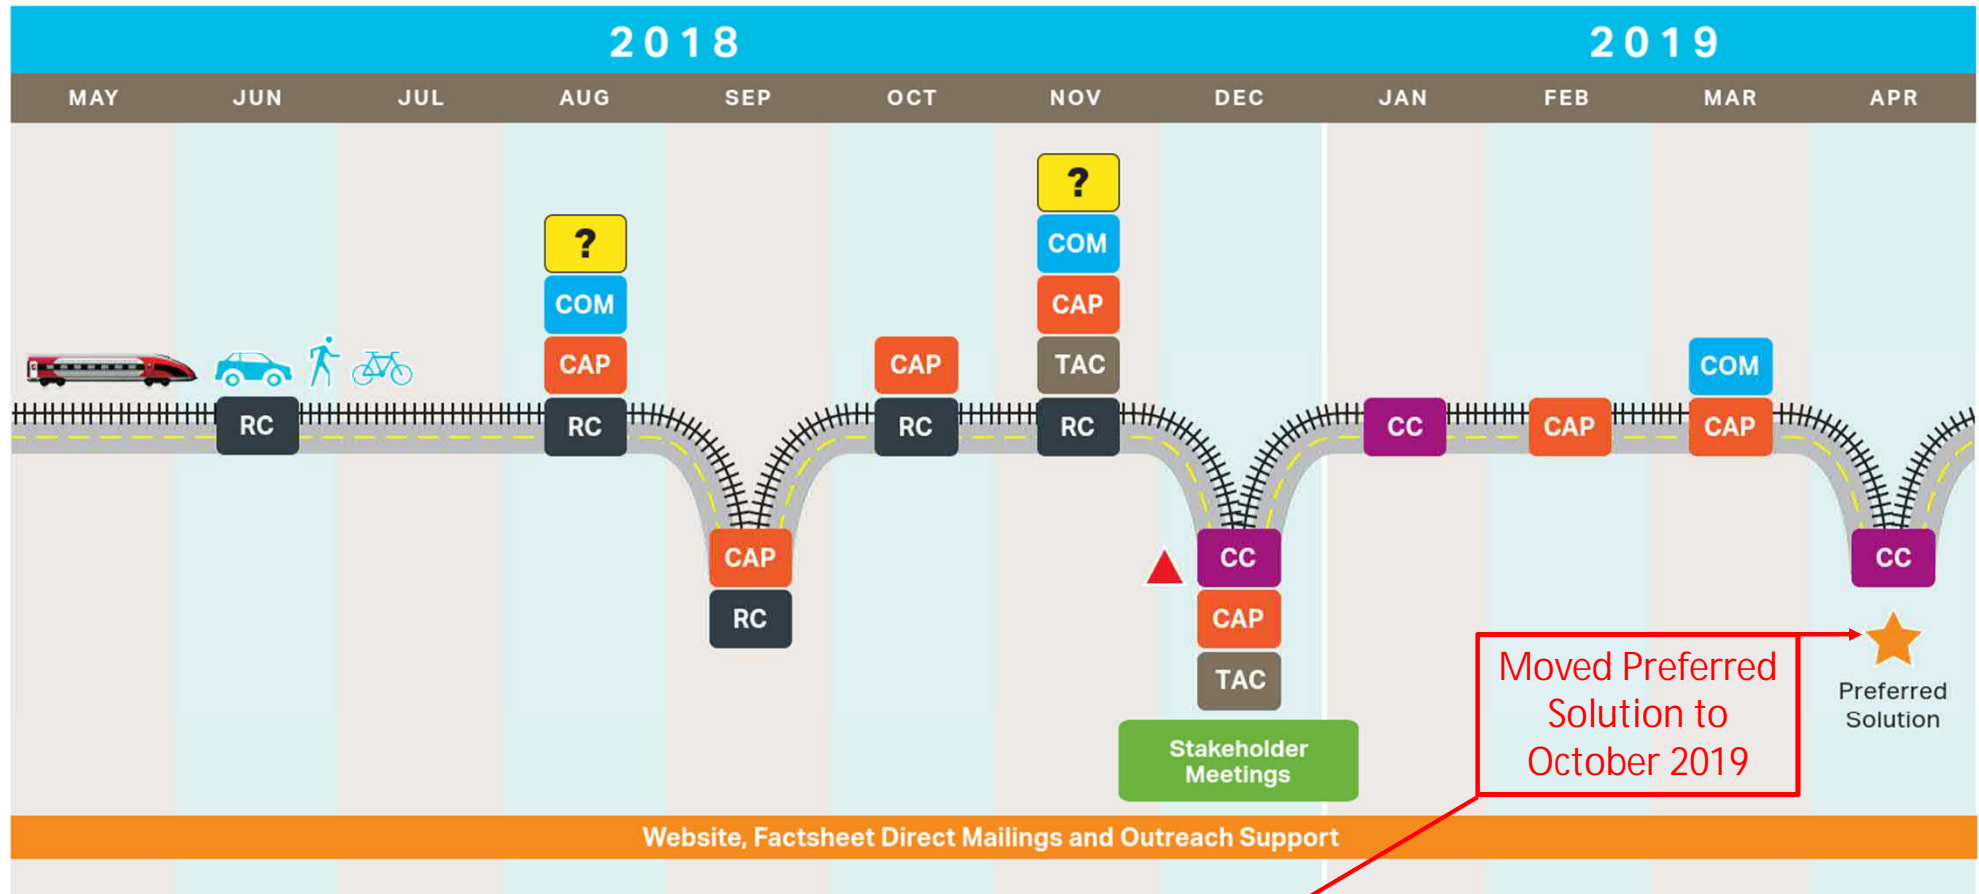 2018 2019
MAY JUN JUL AUG SEP OCT NOV DEC JAN FEB MAR APR
?
?
COM
COM
CAP
CAP
CAP
TAC
COM
RC
RC
RC
RC
CC
CAP
CAP
CAP
CC
CC
RC
CAP
TAC
Moved Preferred
Solution to
October 2019
Preferred
Solution
Stakeholder
Meetings
Website, Factsheet Direct Mailings and Outreach Support